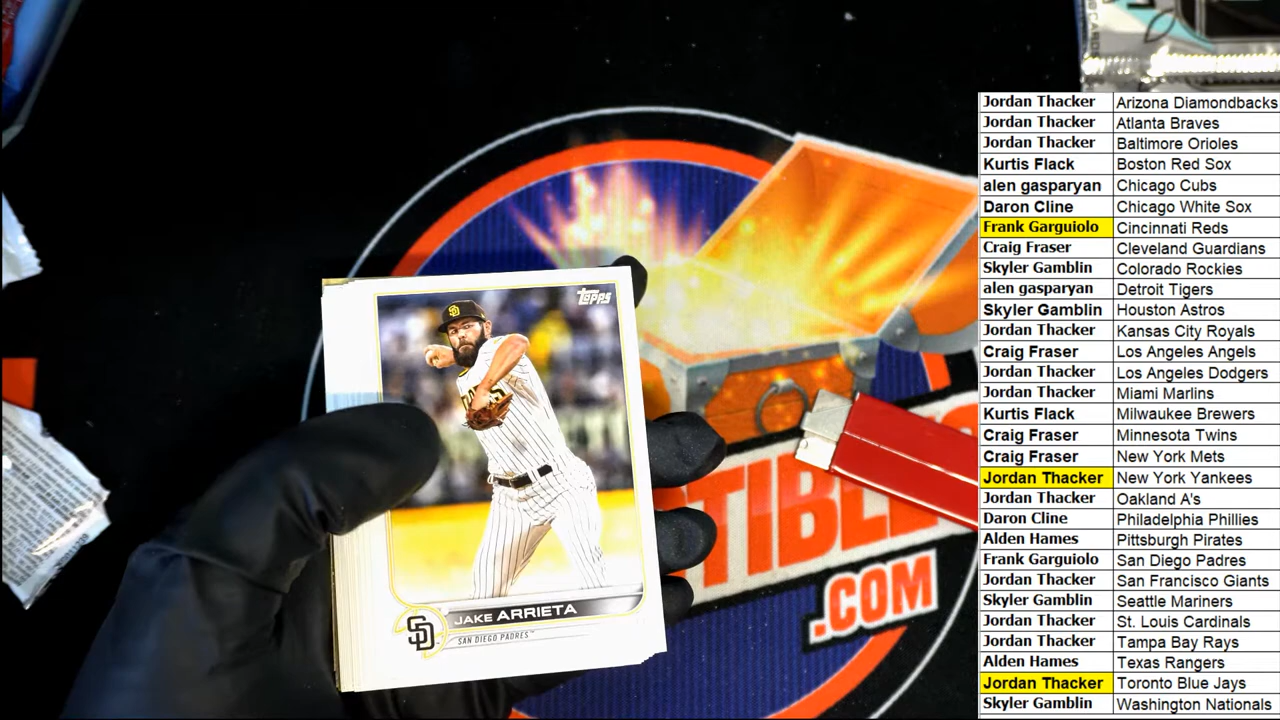 TOPPS
JAKE ARRIETA
SAN DIEGO PADRES
SD
TIBLES
.COM
Jordan Thacker Arizona Diamondbacks
Jordan Thacker Atlanta Braves
Jordan Thacker Baltimore Orioles
Kurtis Flack Boston Red Sox
alen gasparyan Chicago Cubs
Daron Cline Chicago White Sox
Frank Garguiolo Cincinnati Reds
Craig Fraser Cleveland Guardians
Skyler Gamblin Colorado Rockies
alen gasparyan Detroit Tigers
Skyler Gamblin Houston Astros
Jordan Thacker Kansas City Royals
Craig Fraser Los Angeles Angels
Jordan Thacker Los Angeles Dodgers
Jordan Thacker Miami Marlins
Kurtis Flack Milwaukee Brewers
Craig Fraser Minnesota Twins
Craig Fraser New York Mets
Jordan Thacker New York Yankees
Jordan Thacker Oakland A's
Daron Cline Philadelphia Phillies
Alden Hames Pittsburgh Pirates
Frank Garguiolo San Diego Padres
Jordan Thacker San Francisco Giants
Skyler Gamblin Seattle Mariners
Jordan Thacker St. Louis Cardinals
Jordan Thacker Tampa Bay Rays
Alden Hames Texas Rangers
Jordan Thacker Toronto Blue Jays
Skyler Gamblin Washington Nationals